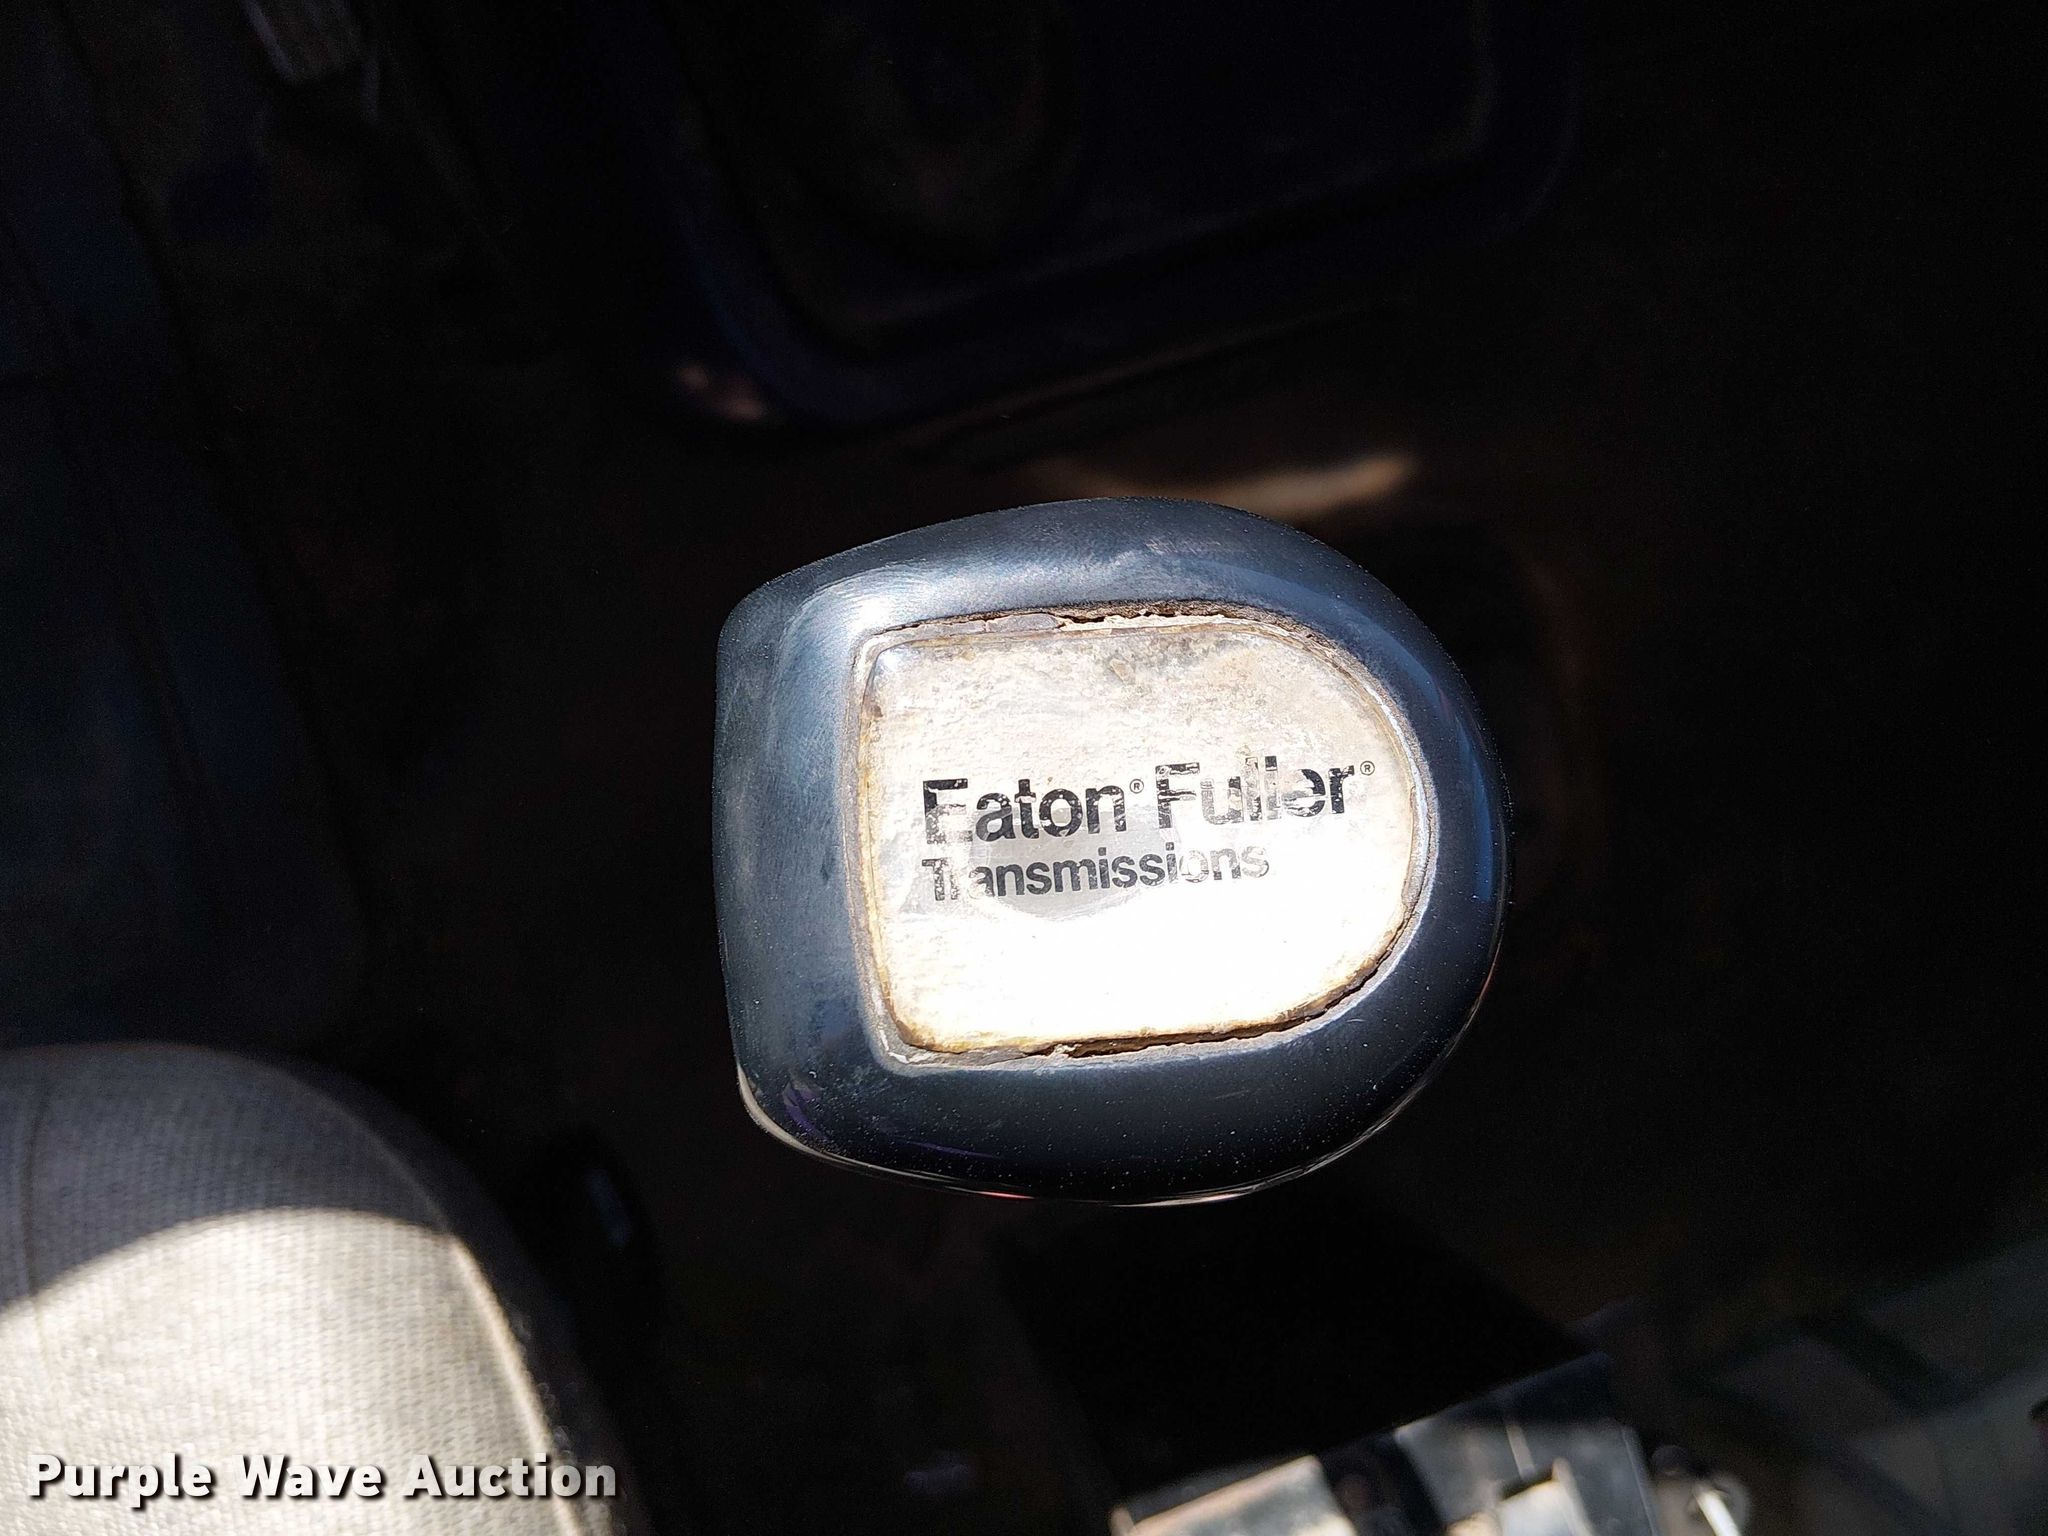 Eaton® Fuller®
Transmissions
Purple Wave Auction